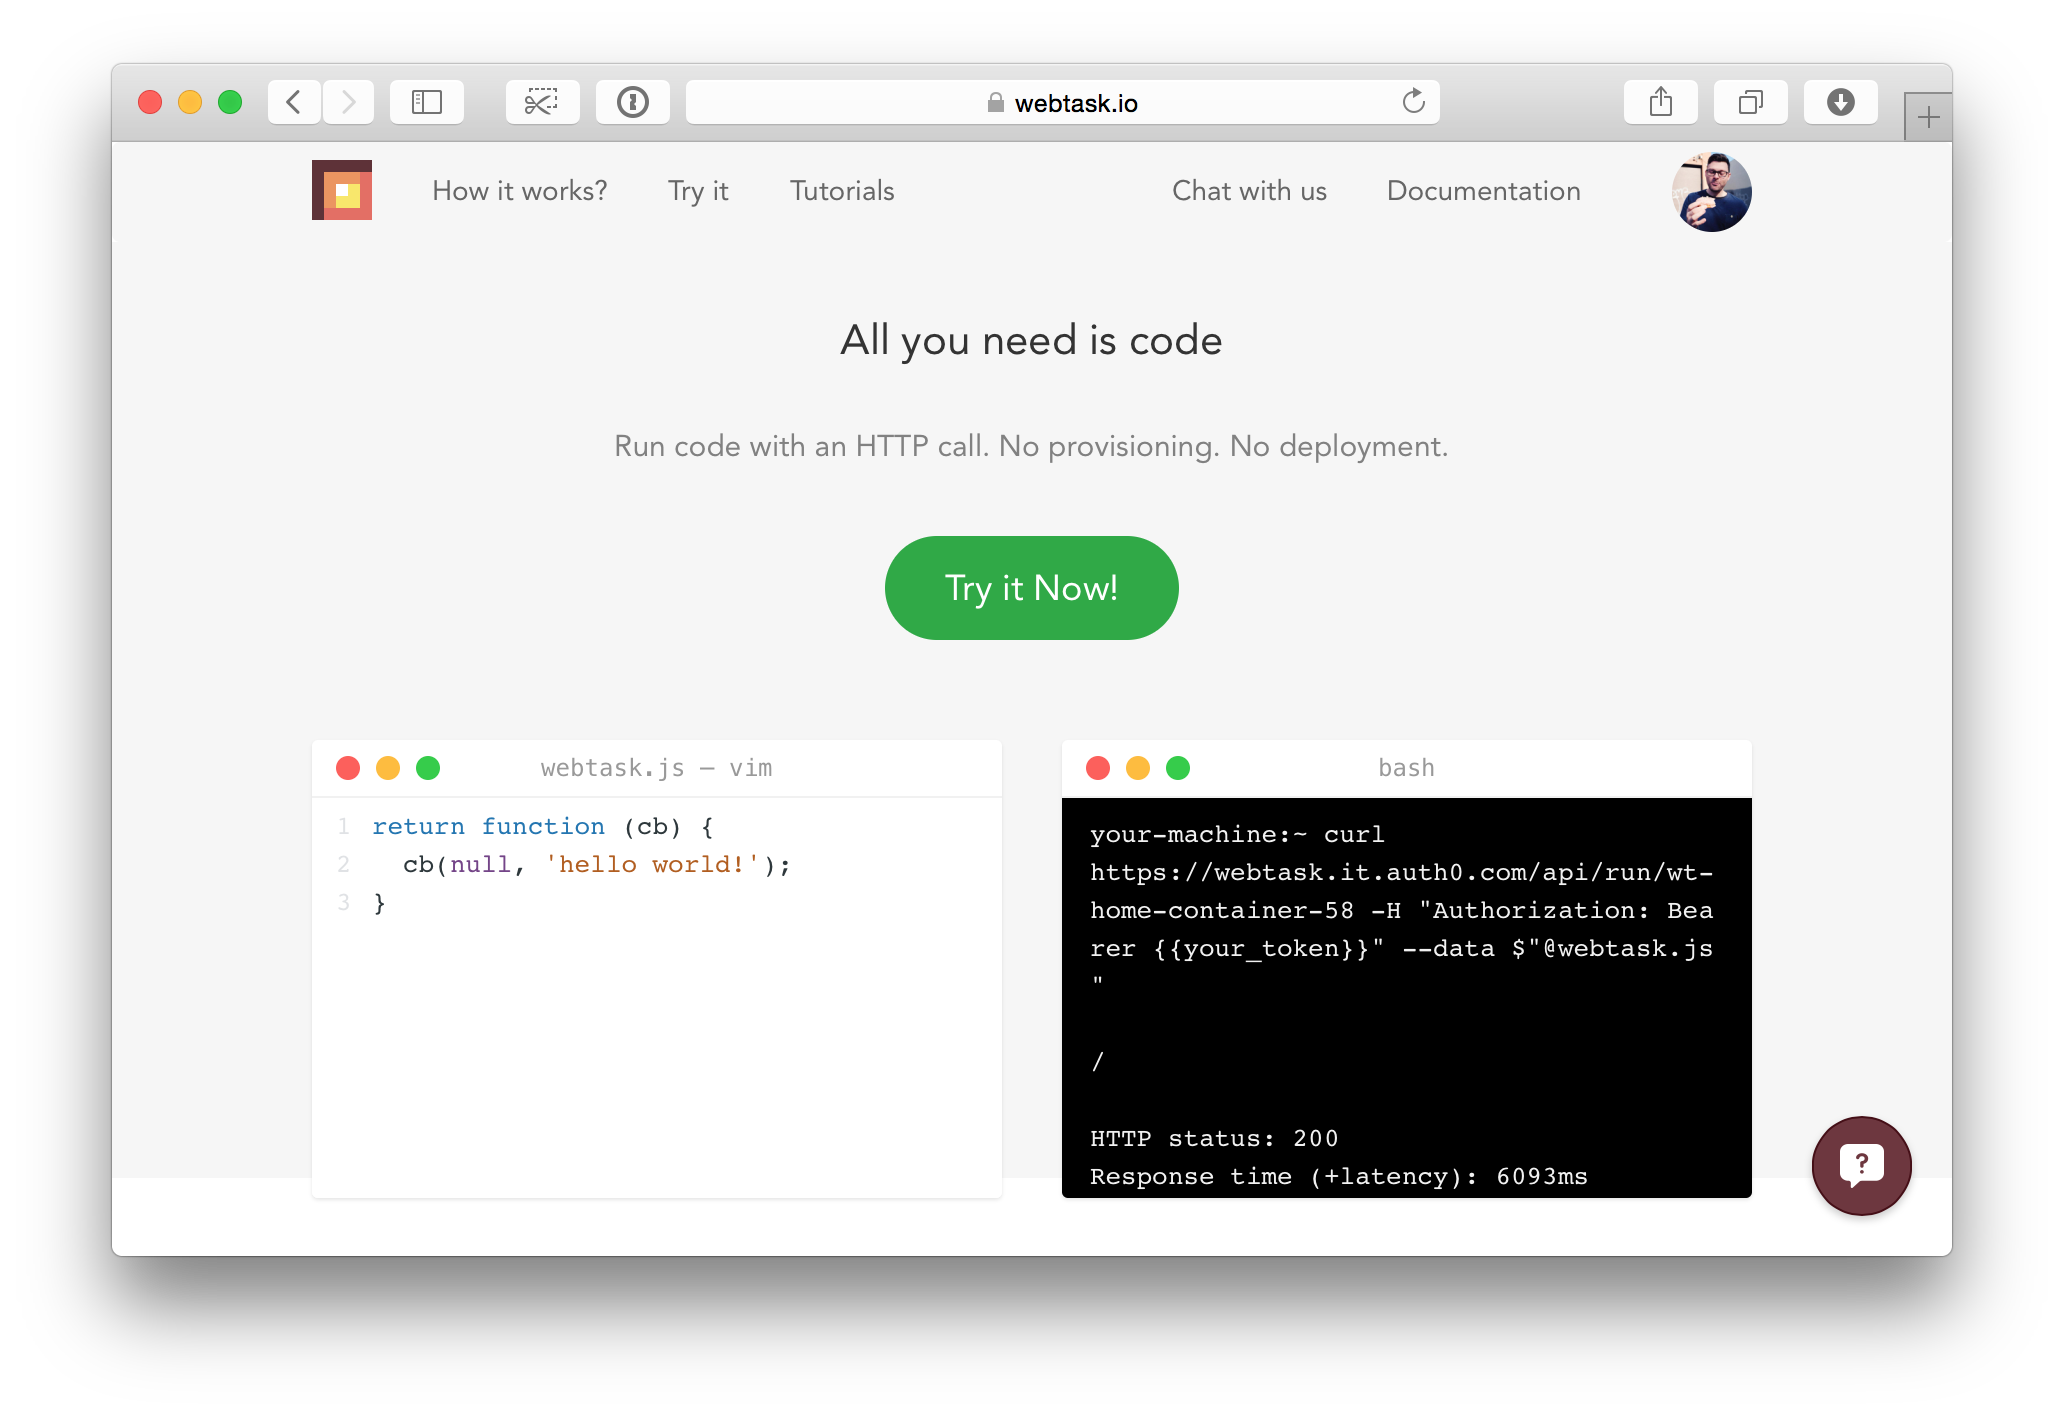 webtask.io
How it works? Try it Tutorials Chat with us Documentation
All you need is code
Run code with an HTTP call. No provisioning. No deployment.
Try it Now!
webtask.js — vim
1 return function (cb) {
2   cb(null, 'hello world!');
3 }
bash
your-machine:~ curl
https://webtask.it.auth0.com/api/run/wt-
home-container-58 -H "Authorization: Bea
rer {{your_token}}" --data $"@webtask.js
"
/
HTTP status: 200
Response time (+latency): 6093ms